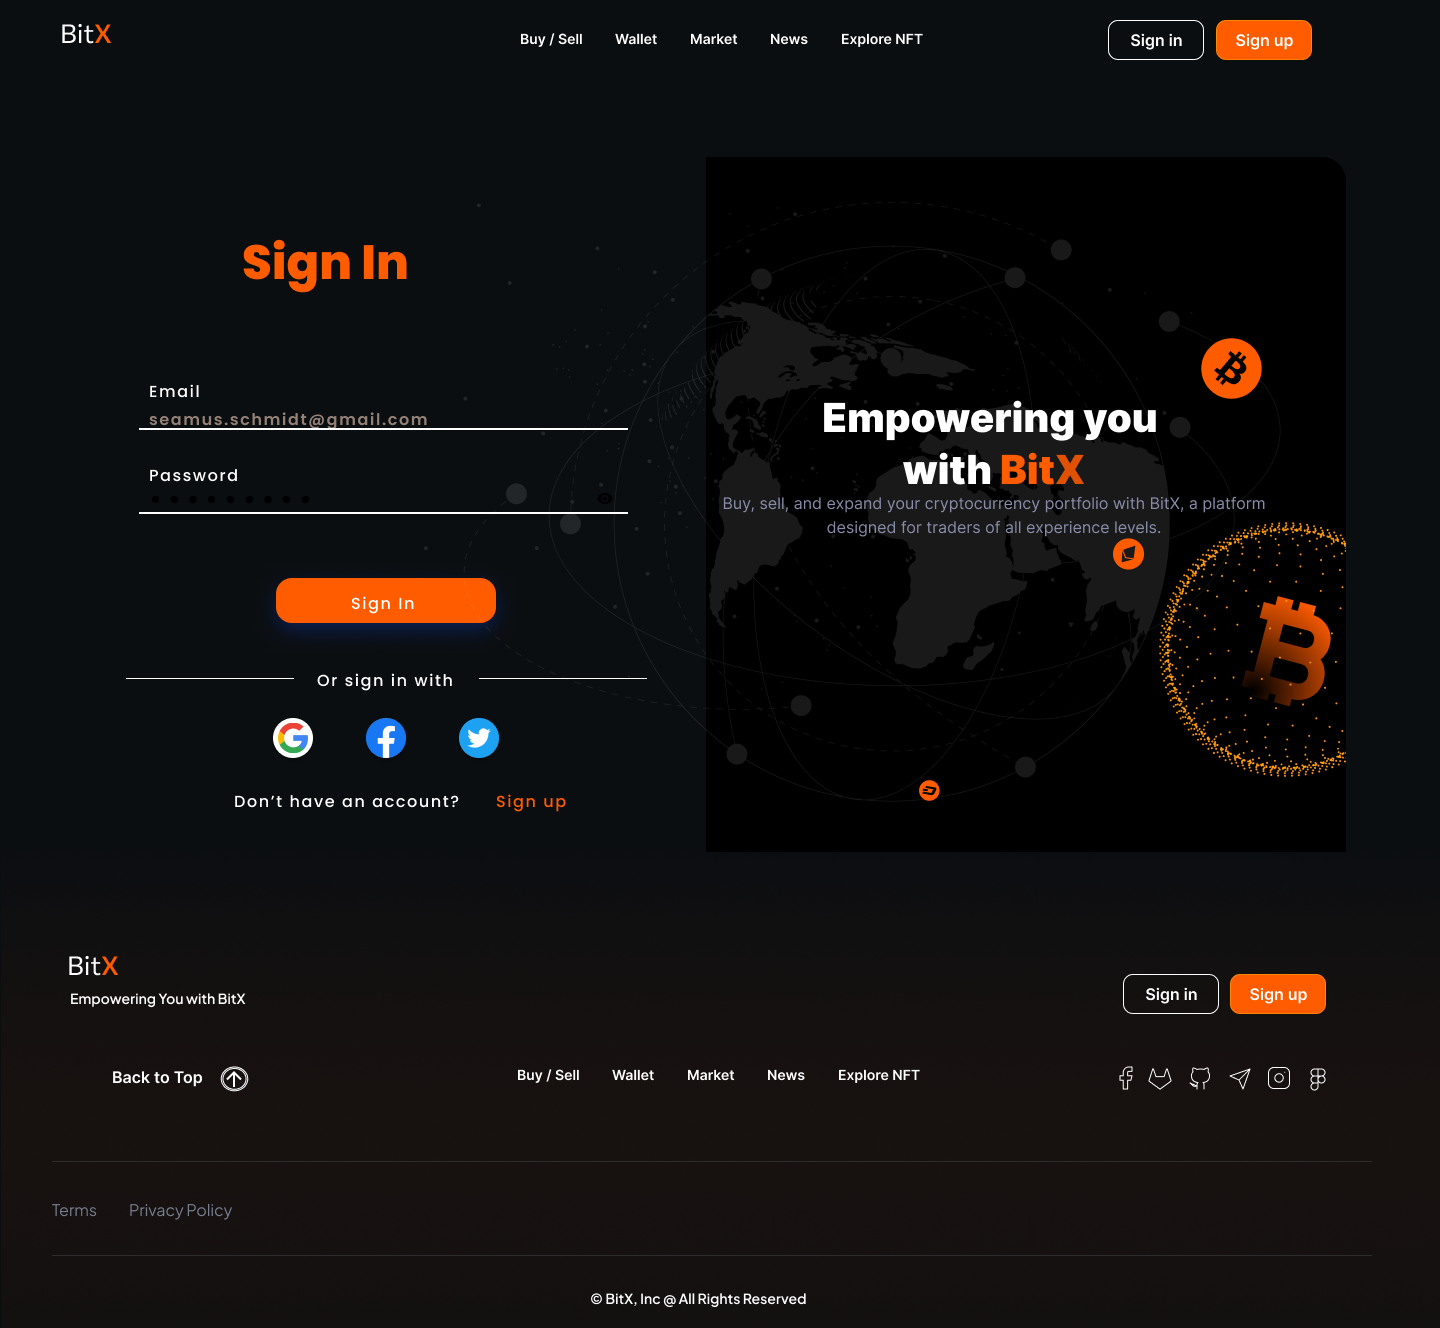 BitX
Buy / Sell
Wallet
Market
News
Explore NFT
Sign in
Sign up
Sign In
Email
seamus.schmidt@gmail.com
Password
Sign In
Or sign in with
Don’t have an account?
Sign up
Empowering you
with BitX
Buy, sell, and expand your cryptocurrency portfolio with BitX, a platform
designed for traders of all experience levels.
BitX
Empowering You with BitX
Sign in
Sign up
Back to Top
Buy / Sell
Wallet
Market
News
Explore NFT
Terms
Privacy Policy
© BitX, Inc @ All Rights Reserved